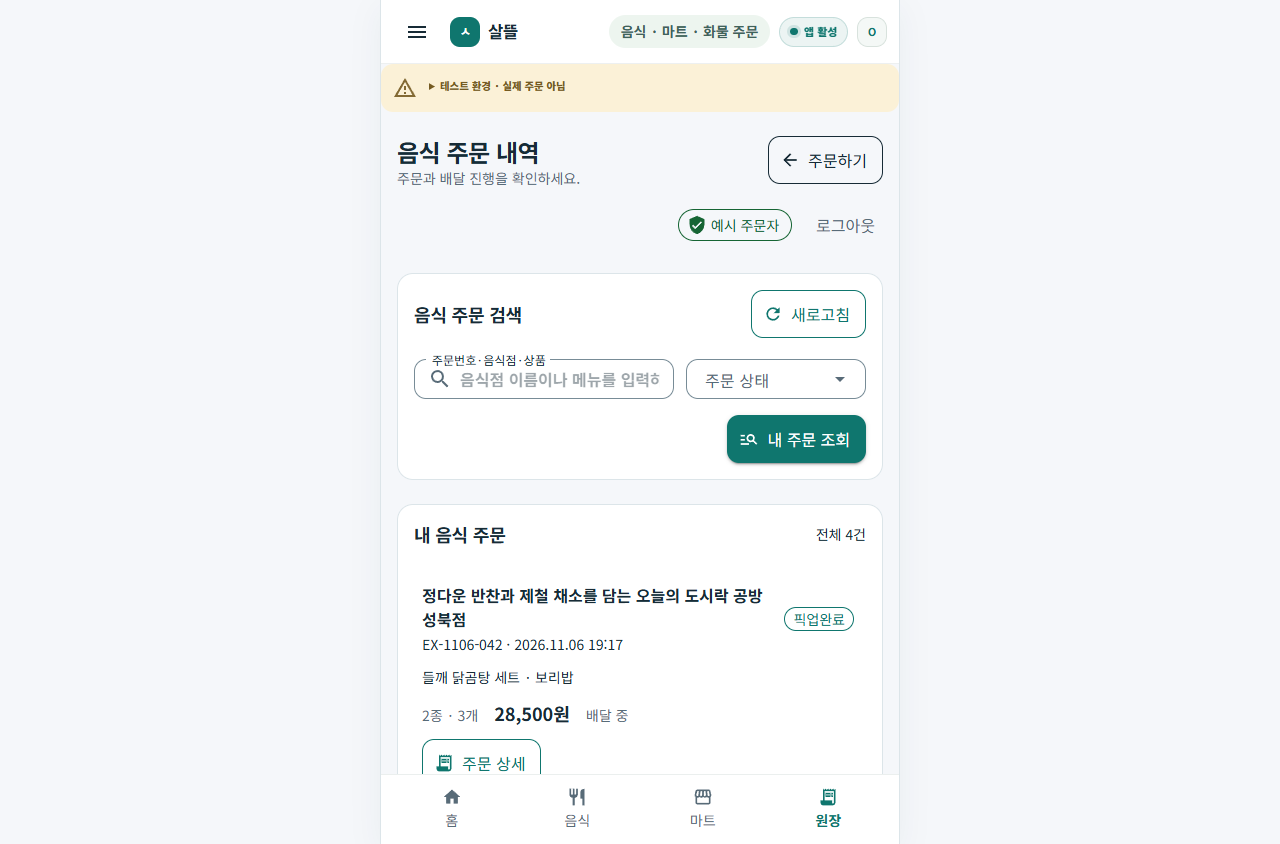 살뜰
음식 · 마트 · 화물 주문
앱 활성
O
테스트 환경 · 실제 주문 아님
음식 주문 내역
주문과 배달 진행을 확인하세요.
주문하기
예시 주문자
로그아웃
음식 주문 검색
새로고침
주문번호·음식점·상품
음식점 이름이나 메뉴를 입력하
주문 상태
내 주문 조회
내 음식 주문
전체 4건
정다운 반찬과 제철 채소를 담는 오늘의 도시락 공방
성북점
픽업완료
EX-1106-042 · 2026.11.06 19:17
들깨 닭곰탕 세트 · 보리밥
2종 · 3개 28,500원 배달 중
주문 상세
홈
음식
마트
원장